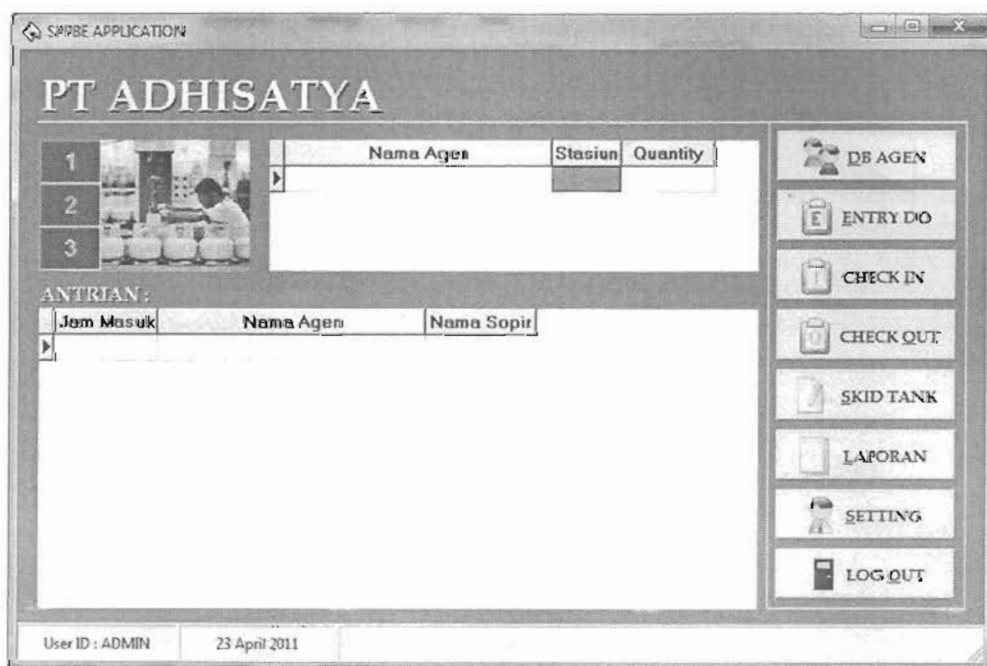 SPPBE APPLICATION
PT ADHISATYA
1
2
3
Nama Agen Stasiun Quantity
ANTRIAN :
Jam Masuk Nama Agen Nama Sopir
DB AGEN
ENTRY DO
CHECK IN
CHECK OUT
SKID TANK
LAPORAN
SETTING
LOG OUT
User ID : ADMIN 23 April 2011